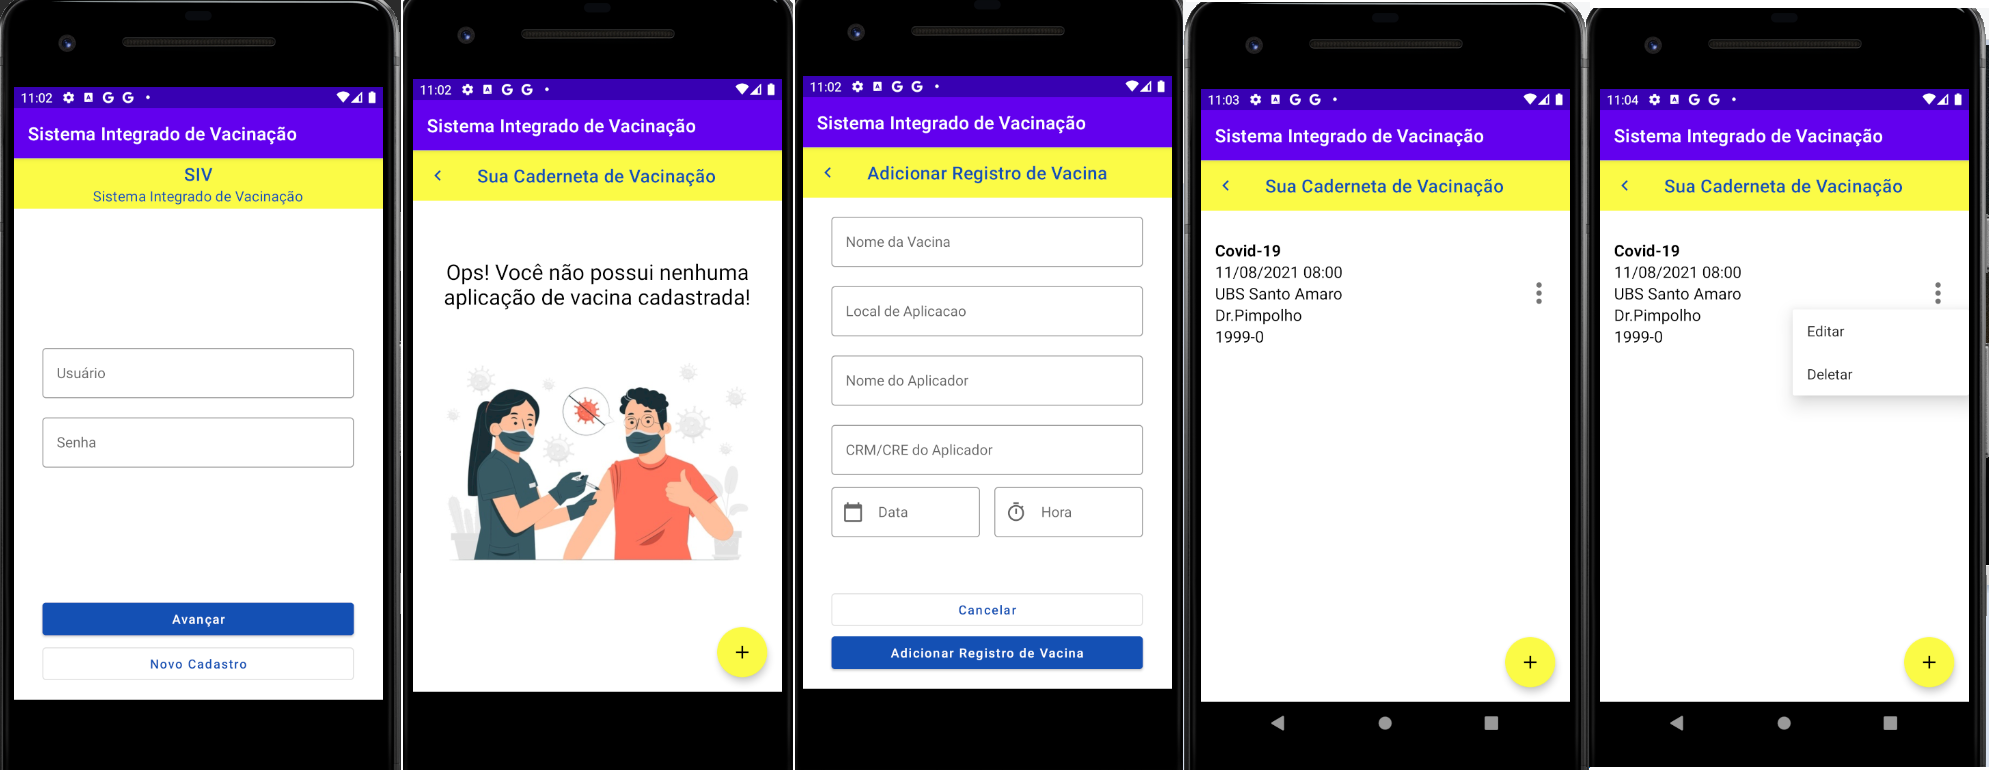 11:02
Sistema Integrado de Vacinação
SIV
Sistema Integrado de Vacinação
Usuário
Senha
Avançar
Novo Cadastro
11:02
Sistema Integrado de Vacinação
Sua Caderneta de Vacinação
Ops! Você não possui nenhuma
aplicação de vacina cadastrada!
11:02
Sistema Integrado de Vacinação
Adicionar Registro de Vacina
Nome da Vacina
Local de Aplicacao
Nome do Aplicador
CRM/CRE do Aplicador
Data
Hora
Cancelar
Adicionar Registro de Vacina
11:03
Sistema Integrado de Vacinação
Sua Caderneta de Vacinação
Covid-19
11/08/2021 08:00
UBS Santo Amaro
Dr.Pimpolho
1999-0
11:04
Sistema Integrado de Vacinação
Sua Caderneta de Vacinação
Covid-19
11/08/2021 08:00
UBS Santo Amaro
Dr.Pimpolho
1999-0
Editar
Deletar